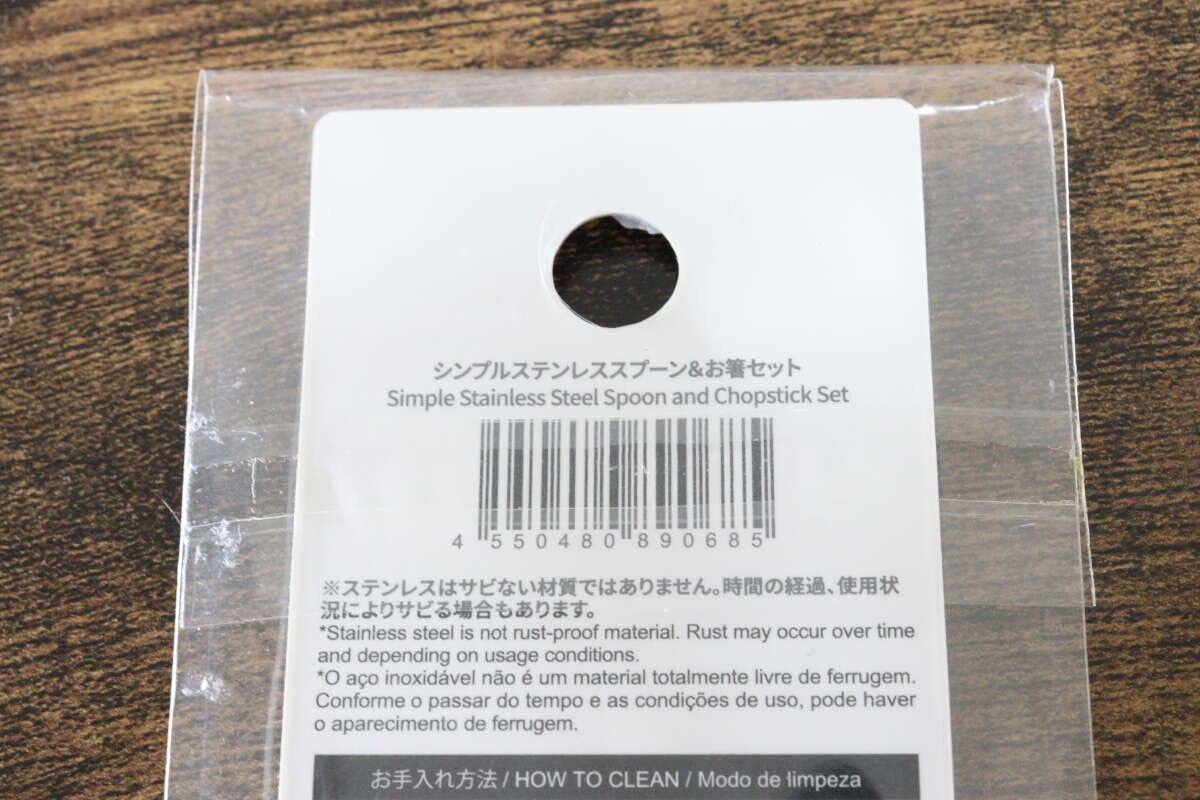 シンプルステンレススプーン&お箸セット
Simple Stainless Steel Spoon and Chopstick Set
4 550480 890685
※ステンレスはサビない材質ではありません。時間の経過、使用状
況によりサビる場合もあります。
*Stainless steel is not rust-proof material. Rust may occur over time
and depending on usage conditions.
*O aço inoxidável não é um material totalmente livre de ferrugem.
Conforme o passar do tempo e as condições de uso, pode haver
o aparecimento de ferrugem.
お手入れ方法 / HOW TO CLEAN / Modo de limpeza